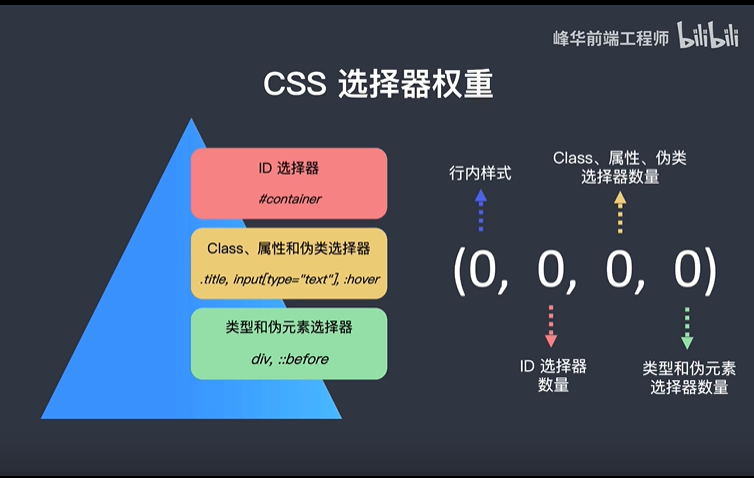 峰华前端工程师 bilibili
CSS 选择器权重
ID 选择器
#container
Class、属性和伪类选择器
.title, input[type="text"], :hover
类型和伪元素选择器
div, ::before
行内样式
Class、属性、伪类
选择器数量
(0, 0, 0, 0)
ID 选择器
数量
类型和伪元素
选择器数量